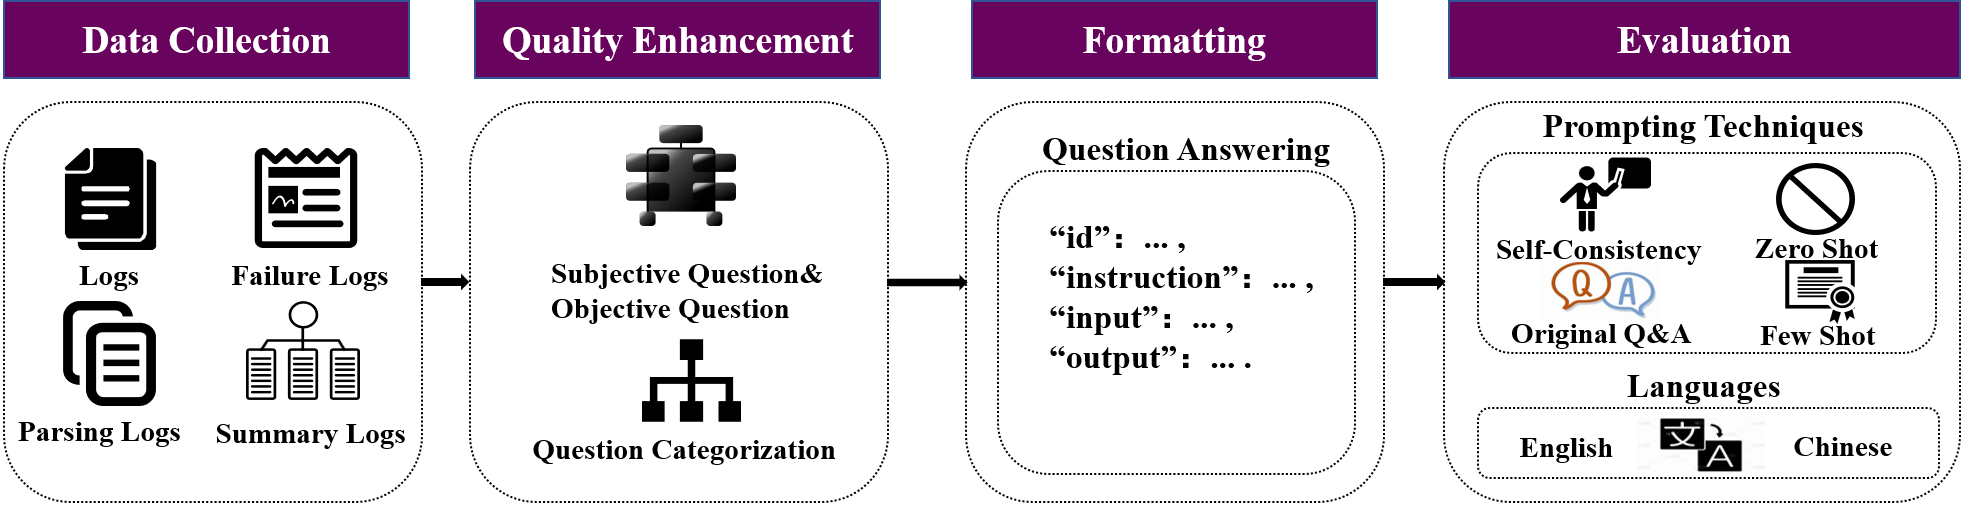 Data Collection
Logs
Failure Logs
Parsing Logs
Summary Logs
Quality Enhancement
Subjective Question&
Objective Question
Question Categorization
Formatting
Question Answering
“id”： ... ,
“instruction”： ... ,
“input”： ... ,
“output”： ... .
Evaluation
Prompting Techniques
Self-Consistency
Zero Shot
Q A
Original Q&A
Few Shot
Languages
English
文 A
Chinese